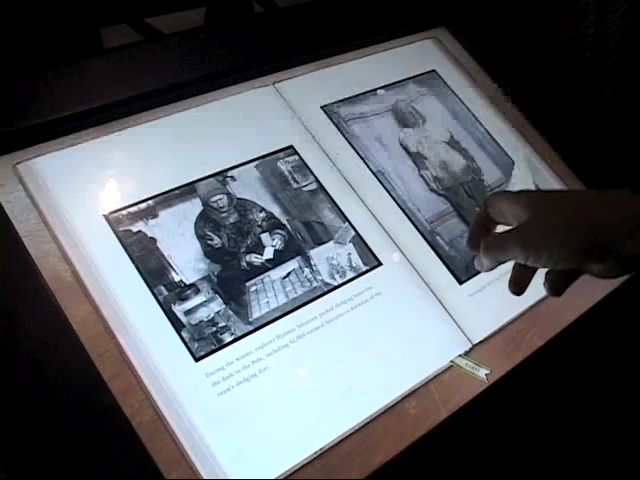 During the winter, explorer Hjalmar Johansen packed sledging boxes for
the dash to the Pole, including 42,000 oatmeal biscuits—a mainstay of the
team's sledging diet.